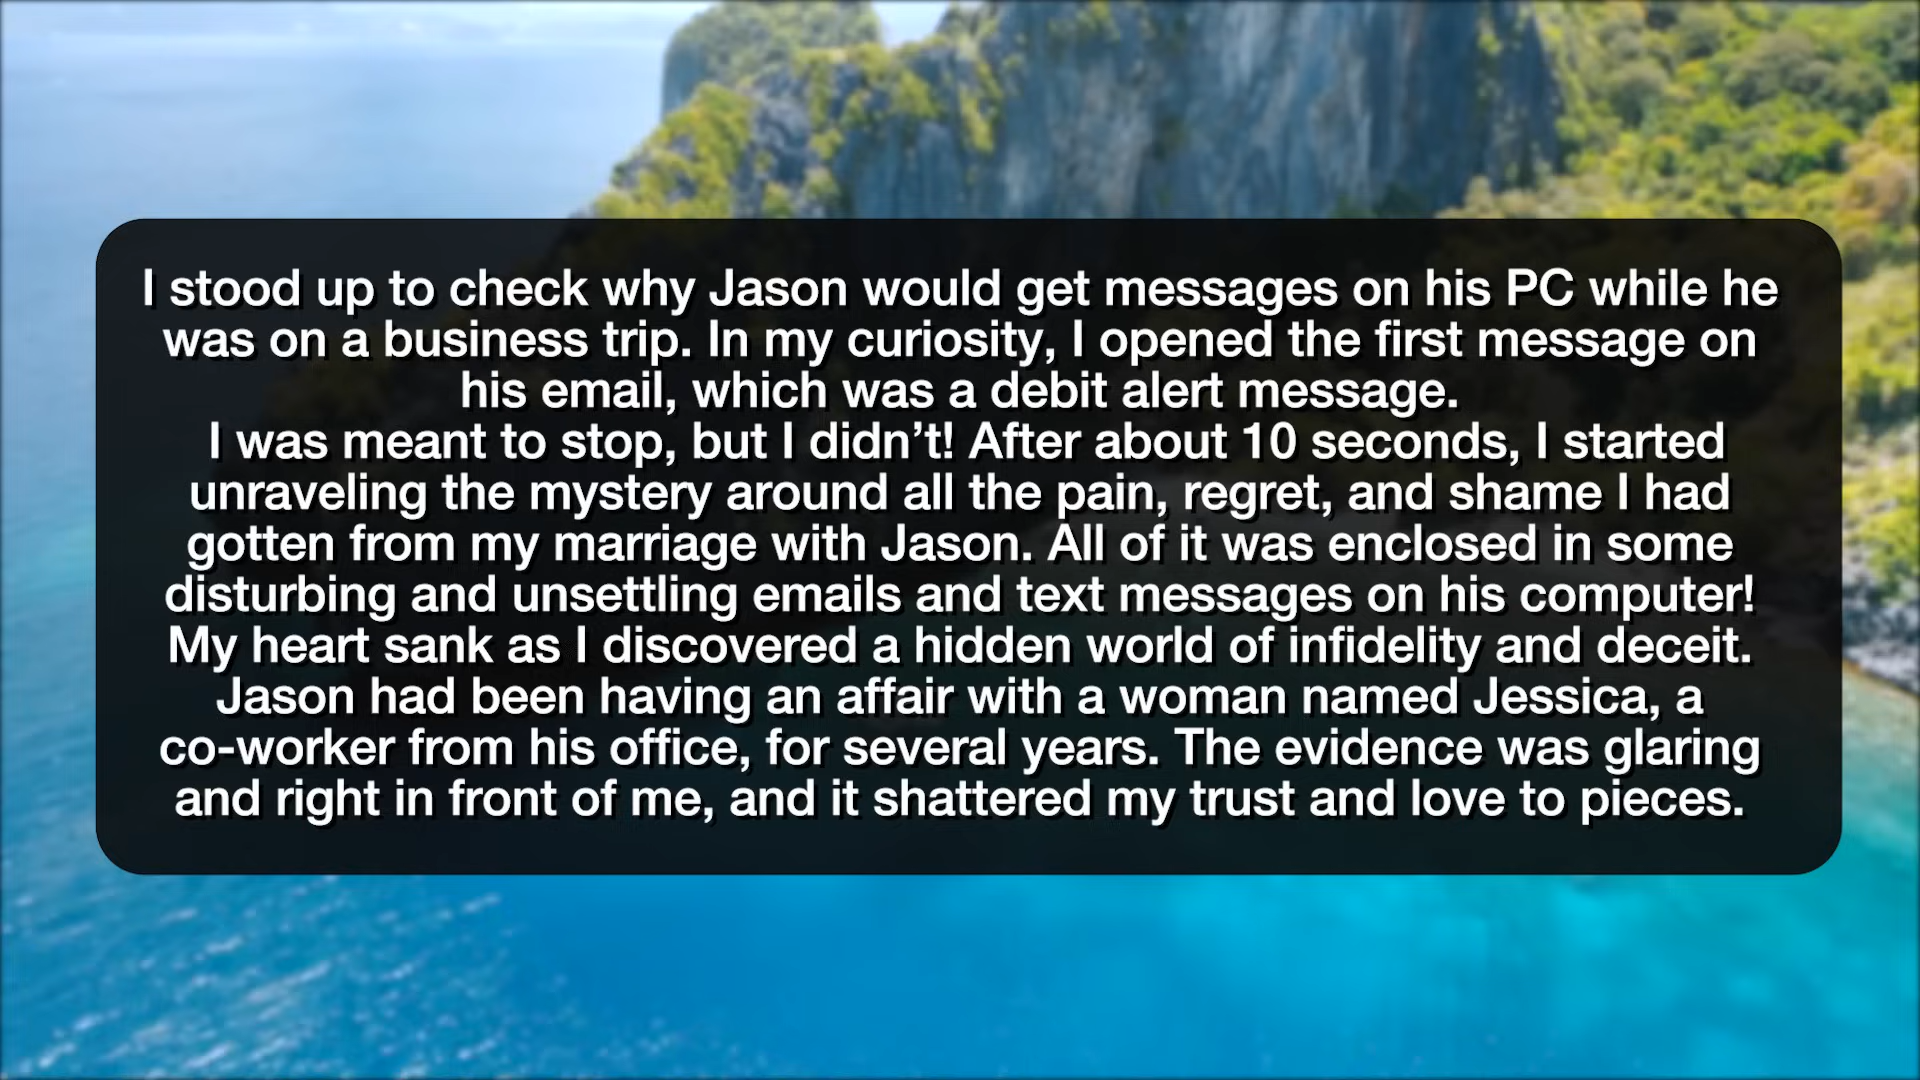 I stood up to check why Jason would get messages on his PC while he
was on a business trip. In my curiosity, I opened the first message on
his email, which was a debit alert message.
I was meant to stop, but I didn’t! After about 10 seconds, I started
unraveling the mystery around all the pain, regret, and shame I had
gotten from my marriage with Jason. All of it was enclosed in some
disturbing and unsettling emails and text messages on his computer!
My heart sank as I discovered a hidden world of infidelity and deceit.
Jason had been having an affair with a woman named Jessica, a
co-worker from his office, for several years. The evidence was glaring
and right in front of me, and it shattered my trust and love to pieces.